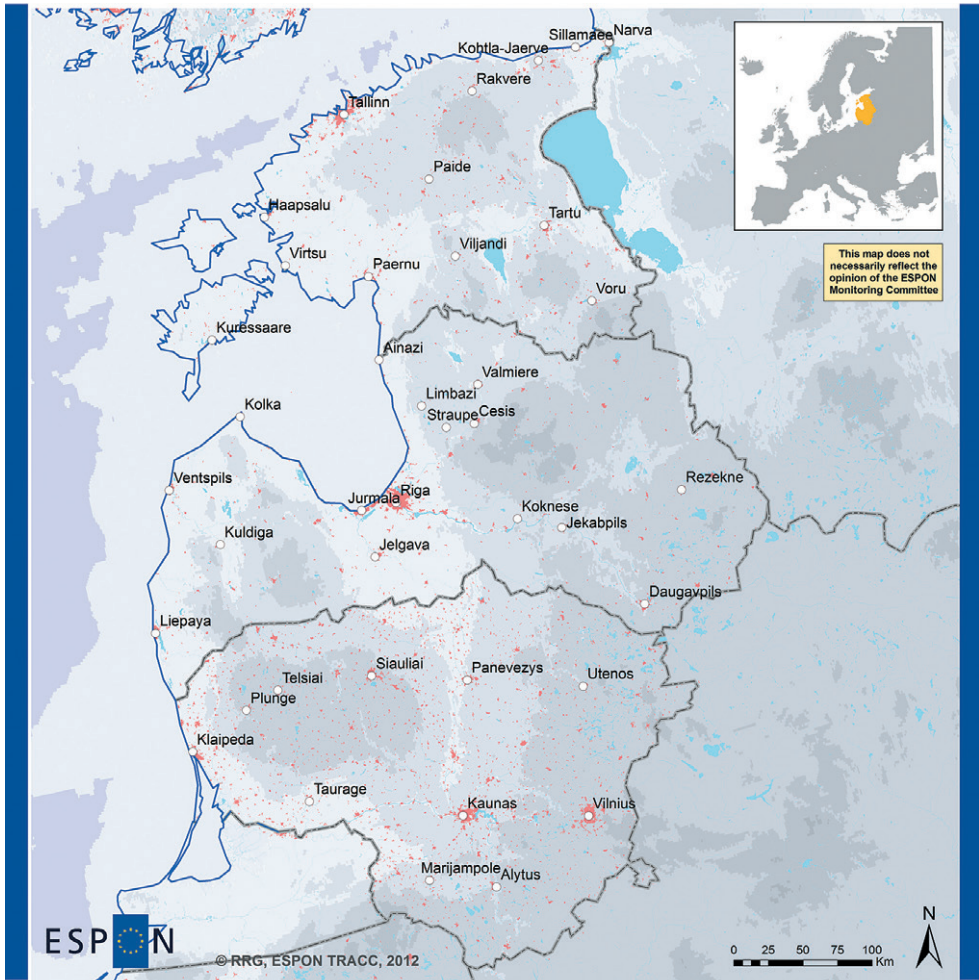 Sillamaee
Narva
Kohtla-Jaerve
Rakvere
Tallinn
Paide
Haapsalu
Tartu
Viljandi
Virtsu
Paernu
Voru
Kuressaare
Ainazi
Valmiere
Limbazi
Straupe
Cesis
Kolka
Ventspils
Riga
Jurmala
Rezekne
Koknese
Jekabpils
Kuldiga
Jelgava
Daugavpils
Liepaya
Siauliai
Panevezys
Telsiai
Utenos
Plunge
Klaipeda
Taurage
Kaunas
Vilnius
Marijampole
Alytus
This map does not
necessarily reflect the
opinion of the ESPON
Monitoring Committee
ESPON
© RRG, ESPON TRACC, 2012
N
0 25 50 75 100
Km